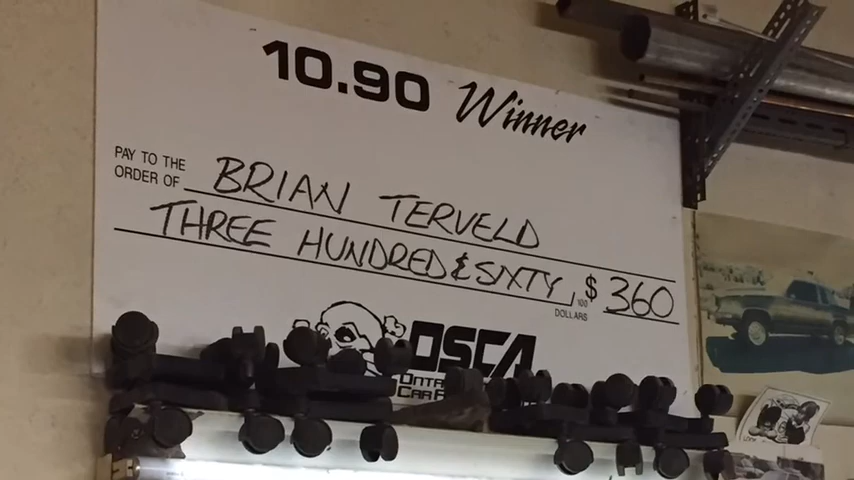 10.90 Winner
PAY TO THE
ORDER OF BRIAN TERVELD
THREE HUNDRED & SIXTY / 100 DOLLARS $ 360
OSCA